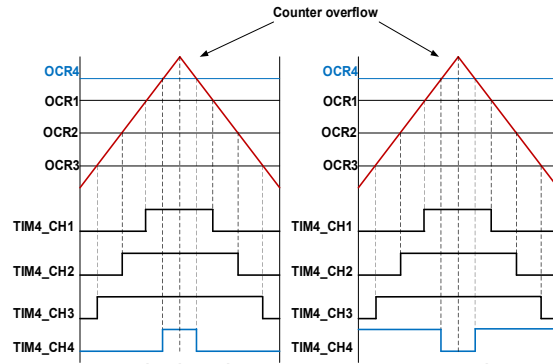 Counter overflow
OCR4
OCR1
OCR2
OCR3
TIM4_CH1
TIM4_CH2
TIM4_CH3
TIM4_CH4
OCR4
OCR1
OCR2
OCR3
TIM4_CH1
TIM4_CH2
TIM4_CH3
TIM4_CH4